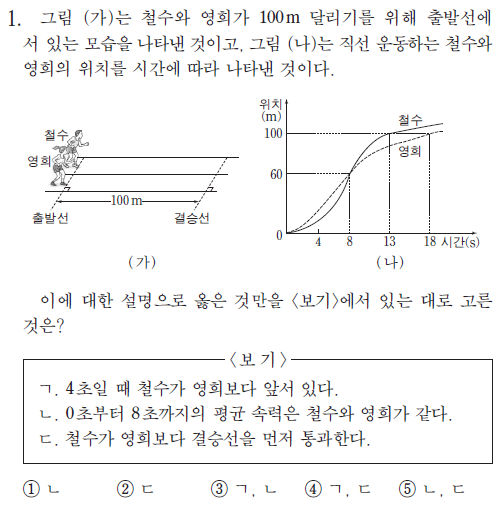 1. 그림 (가)는 철수와 영희가 100m 달리기를 위해 출발선에
서 있는 모습을 나타낸 것이고, 그림 (나)는 직선 운동하는 철수와
영희의 위치를 시간에 따라 나타낸 것이다.
철수
영희
100m
출발선
결승선
(가)
위치
(m)
철수
100
영희
60
0
4
8
13
18 시간(s)
(나)
이에 대한 설명으로 옳은 것만을 <보기>에서 있는 대로 고른
것은?
<보 기>
ㄱ. 4초일 때 철수가 영희보다 앞서 있다.
ㄴ. 0초부터 8초까지의 평균 속력은 철수와 영희가 같다.
ㄷ. 철수가 영희보다 결승선을 먼저 통과한다.
① ㄴ ② ㄷ ③ ㄱ, ㄴ ④ ㄱ, ㄷ ⑤ ㄴ, ㄷ